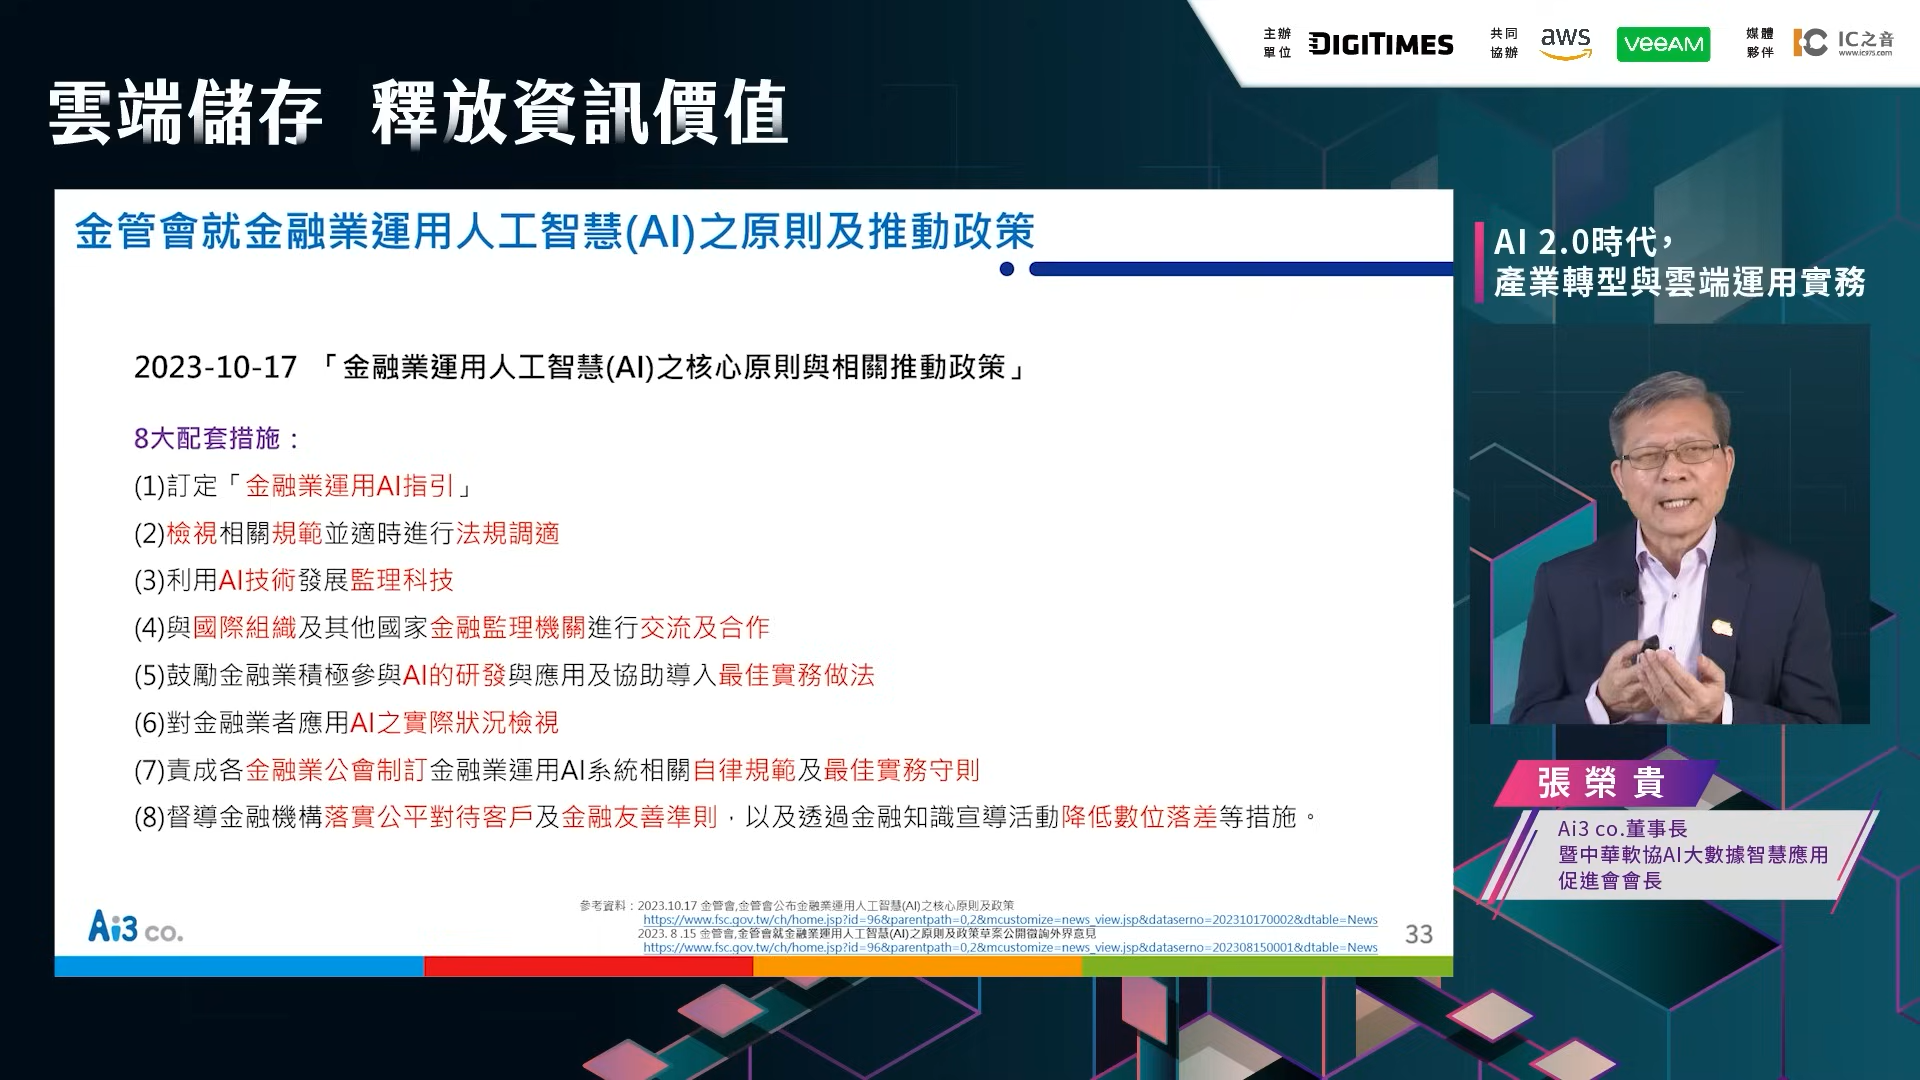 主辦
單位
DIGITIMES
共同
協辦
aws
veeAM
媒體
夥伴
IC之音
www.ic975.com
雲端儲存 釋放資訊價值
金管會就金融業運用人工智慧(AI)之原則及推動政策
2023-10-17 「金融業運用人工智慧(AI)之核心原則與相關推動政策」
8大配套措施：
(1)訂定「金融業運用AI指引」
(2)檢視相關規範並適時進行法規調適
(3)利用AI技術發展監理科技
(4)與國際組織及其他國家金融監理機關進行交流及合作
(5)鼓勵金融業積極參與AI的研發與應用及協助導入最佳實務做法
(6)對金融業者應用AI之實際狀況檢視
(7)責成各金融業公會制訂金融業運用AI系統相關自律規範及最佳實務守則
(8)督導金融機構落實公平對待客戶及金融友善準則，以及透過金融知識宣導活動降低數位落差等措施。
參考資料：2023.10.17 金管會,金管會公布金融業運用人工智慧(AI)之核心原則及政策
https://www.fsc.gov.tw/ch/home.jsp?id=96&parentpath=0,2&mcustomize=news_view.jsp&dataserno=202310170002&dtable=News
2023. 8 .15 金管會,金管會就金融業運用人工智慧(AI)之原則及政策草案公開徵詢外界意見
https://www.fsc.gov.tw/ch/home.jsp?id=96&parentpath=0,2&mcustomize=news_view.jsp&dataserno=202308150001&dtable=News
Ai3 co.
33
AI 2.0時代，
產業轉型與雲端運用實務
張榮貴
Ai3 co.董事長
暨中華軟協AI大數據智慧應用
促進會會長